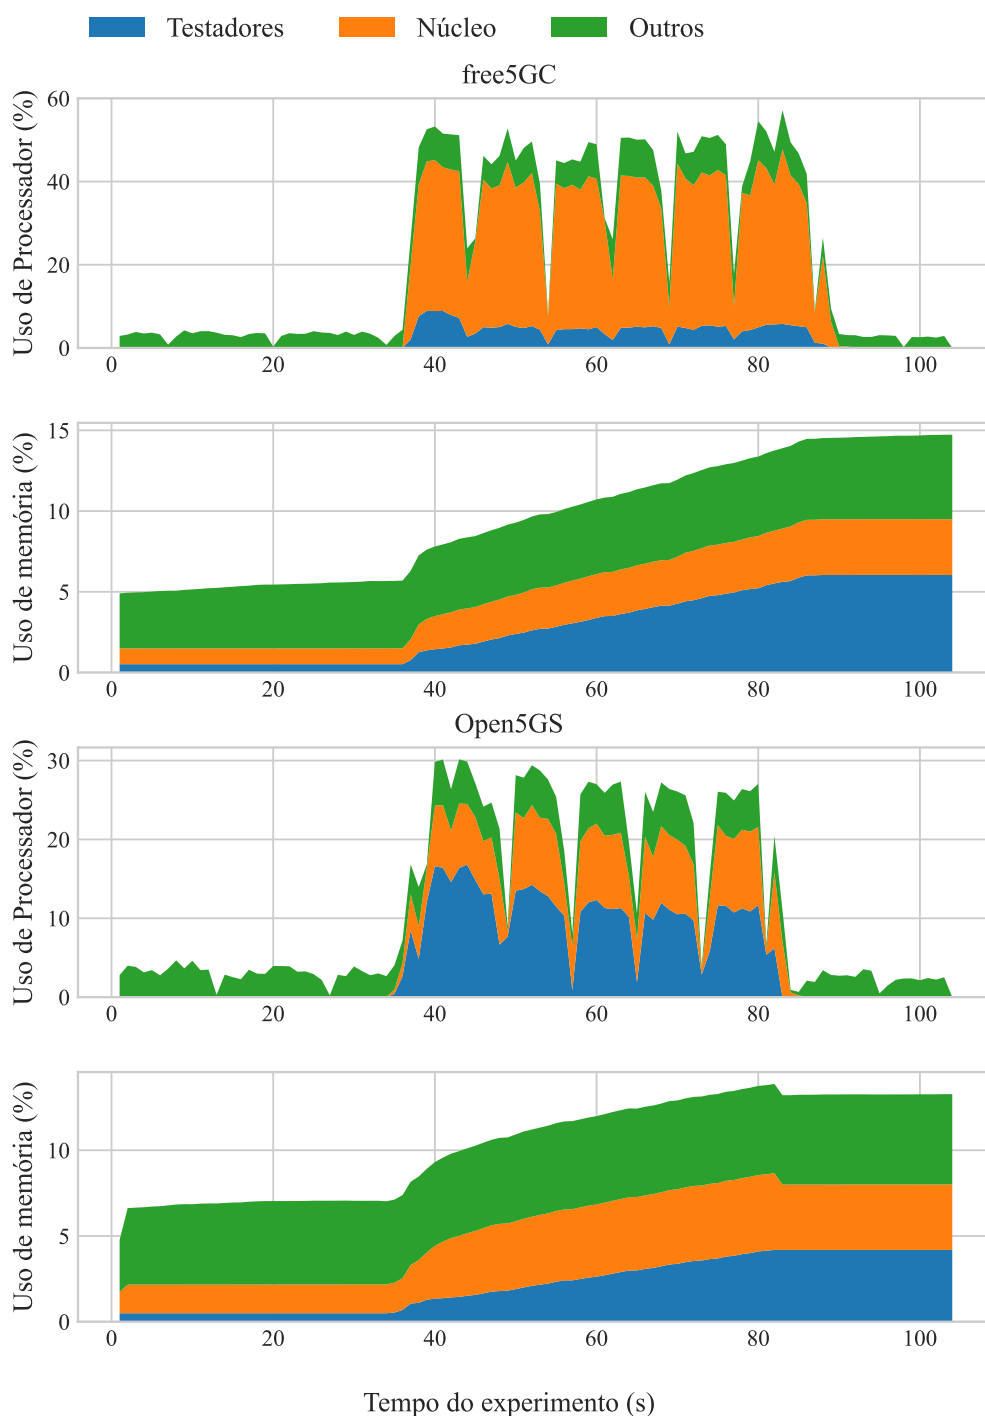 Testadores Núcleo Outros
free5GC
Uso de Processador (%)
60
40
20
0
0 20 40 60 80 100
Uso de memória (%)
15
10
5
0
0 20 40 60 80 100
Open5GS
Uso de Processador (%)
30
20
10
0
0 20 40 60 80 100
Uso de memória (%)
10
5
0
0 20 40 60 80 100
Tempo do experimento (s)